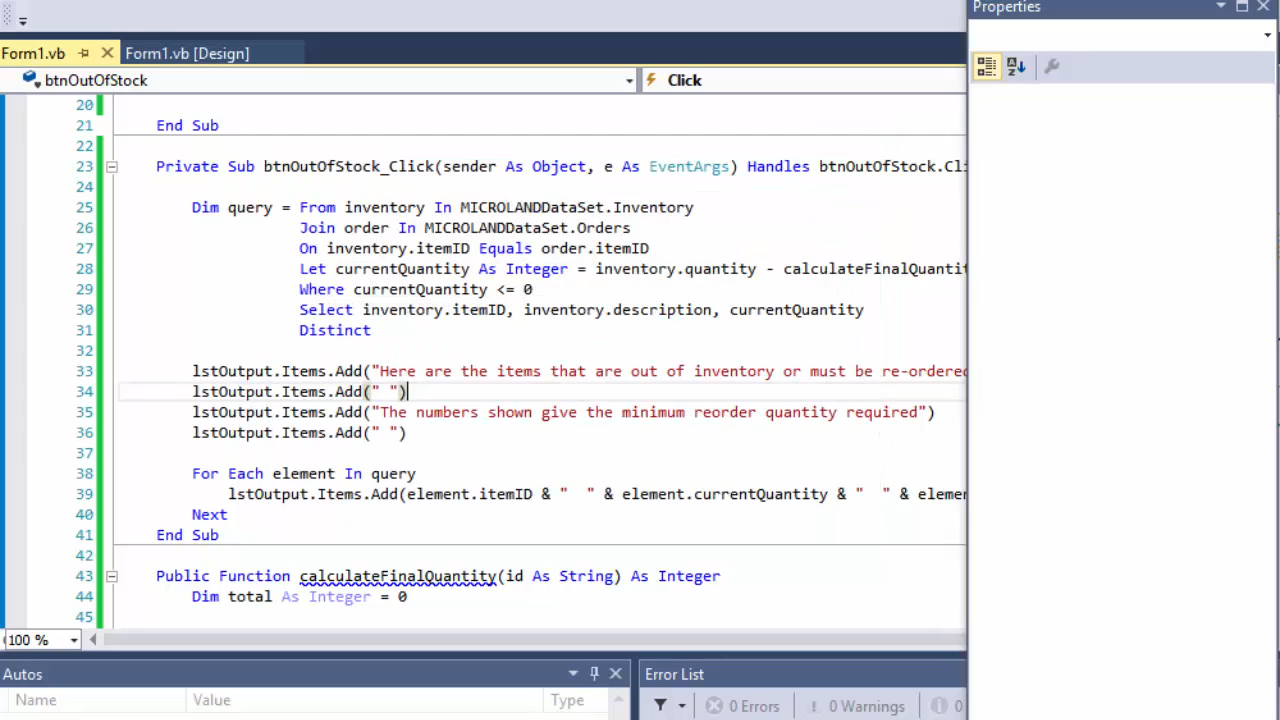 Properties
Form1.vb
Form1.vb [Design]
btnOutOfStock
Click
20
21 End Sub
22
23 Private Sub btnOutOfStock_Click(sender As Object, e As EventArgs) Handles btnOutOfStock.Cli
24
25 Dim query = From inventory In MICROLANDDataSet.Inventory
26 Join order In MICROLANDDataSet.Orders
27 On inventory.itemID Equals order.itemID
28 Let currentQuantity As Integer = inventory.quantity - calculateFinalQuantit
29 Where currentQuantity <= 0
30 Select inventory.itemID, inventory.description, currentQuantity
31 Distinct
32
33 lstOutput.Items.Add("Here are the items that are out of inventory or must be re-ordered
34 lstOutput.Items.Add(" ")
35 lstOutput.Items.Add("The numbers shown give the minimum reorder quantity required")
36 lstOutput.Items.Add(" ")
37
38 For Each element In query
39 lstOutput.Items.Add(element.itemID & "  " & element.currentQuantity & "  " & elemen
40 Next
41 End Sub
42
43 Public Function calculateFinalQuantity(id As String) As Integer
44 Dim total As Integer = 0
45
100 %
Autos
Error List
Name Value Type
0 Errors 0 Warnings 0